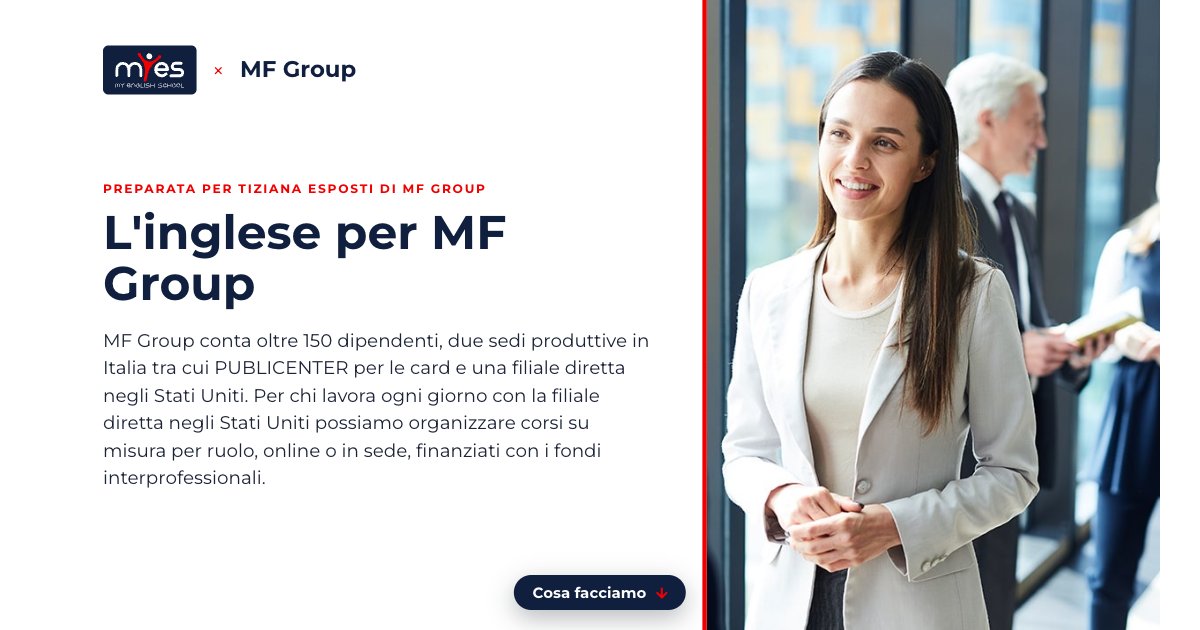 myes
MY ENGLISH SCHOOL
× MF Group
PREPARATA PER TIZIANA ESPOSTI DI MF GROUP
L'inglese per MF
Group
MF Group conta oltre 150 dipendenti, due sedi produttive in
Italia tra cui PUBLICENTER per le card e una filiale diretta
negli Stati Uniti. Per chi lavora ogni giorno con la filiale
diretta negli Stati Uniti possiamo organizzare corsi su
misura per ruolo, online o in sede, finanziati con i fondi
interprofessionali.
Cosa facciamo ↓